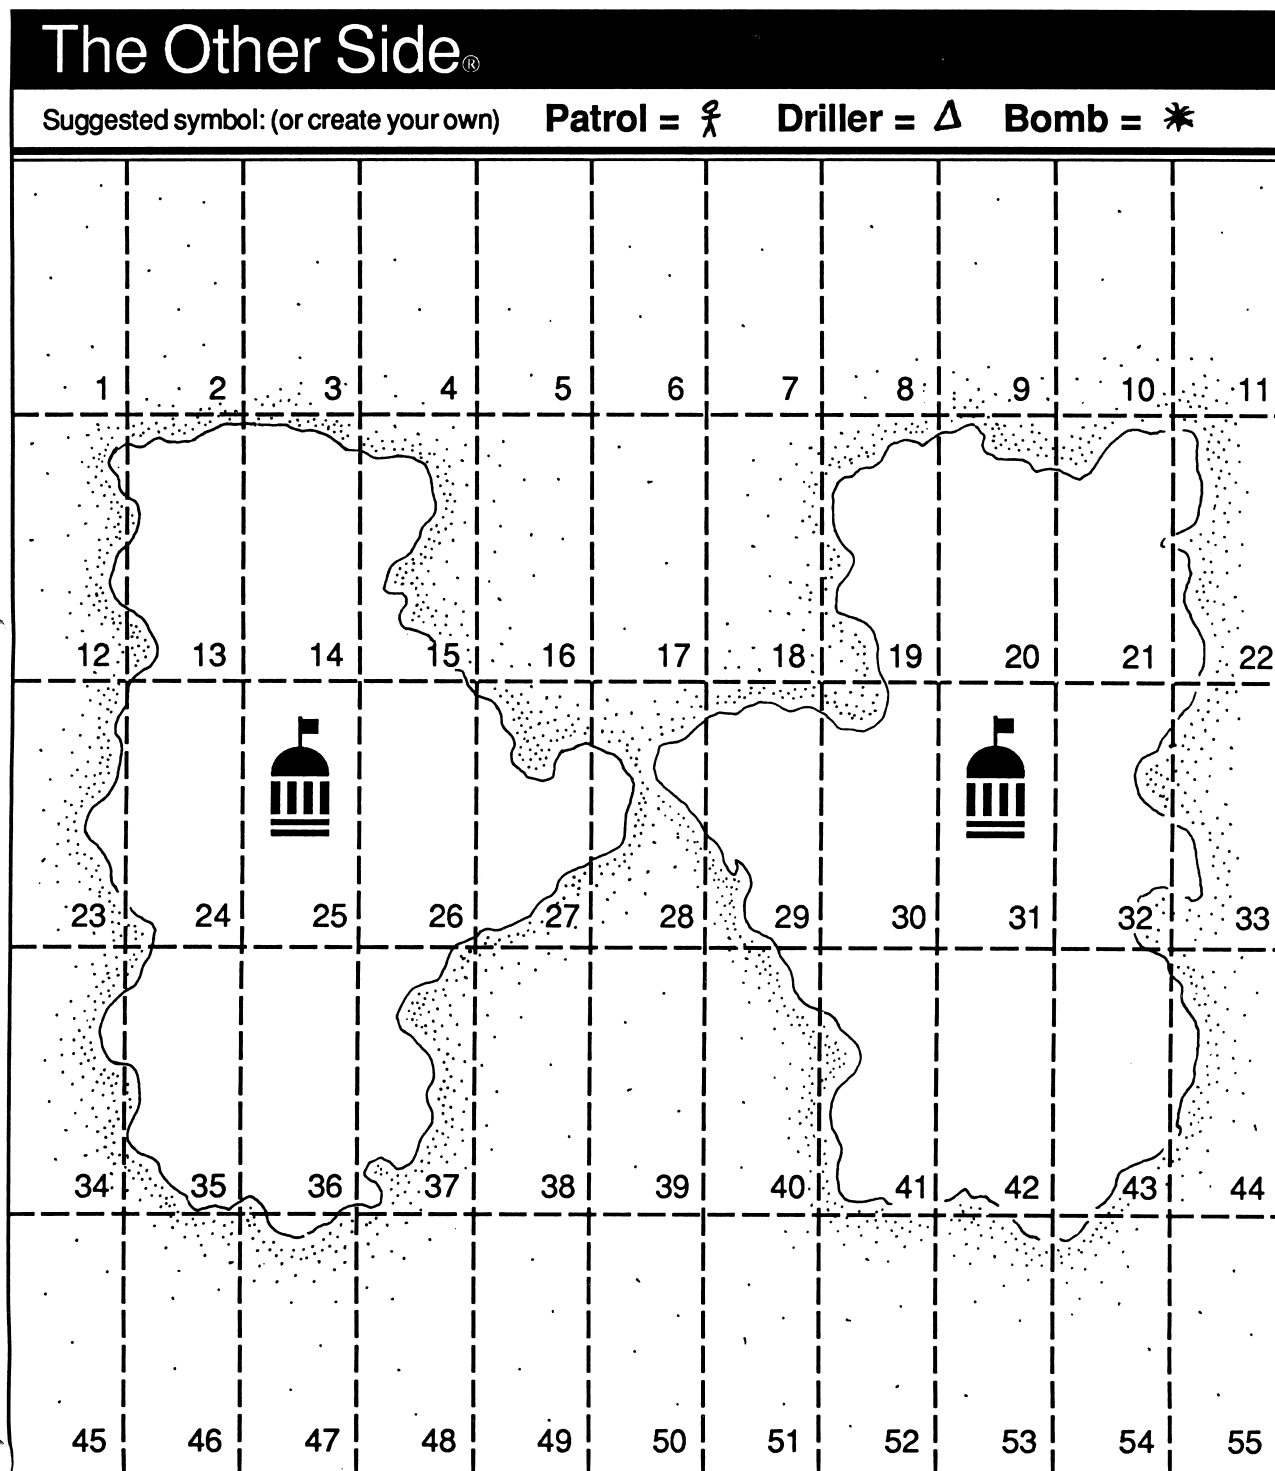 The Other Side®
Suggested symbol: (or create your own) Patrol = Driller = Δ Bomb = ✳
1 2 3 4 5 6 7 8 9 10 11
12 13 14 15 16 17 18 19 20 21 22
23 24 25 26 27 28 29 30 31 32 33
34 35 36 37 38 39 40 41 42 43 44
45 46 47 48 49 50 51 52 53 54 55